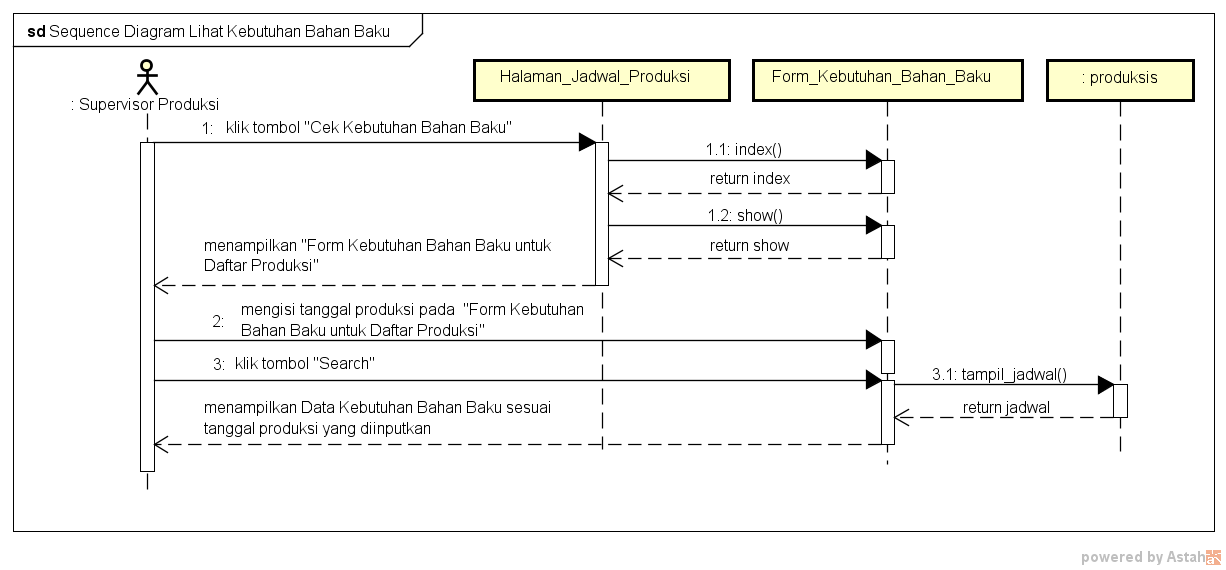 sd Sequence Diagram Lihat Kebutuhan Bahan Baku
: Supervisor Produksi
Halaman_Jadwal_Produksi
Form_Kebutuhan_Bahan_Baku
: produksis
1: klik tombol "Cek Kebutuhan Bahan Baku"
1.1: index()
return index
1.2: show()
return show
menampilkan "Form Kebutuhan Bahan Baku untuk
Daftar Produksi"
2: mengisi tanggal produksi pada "Form Kebutuhan
Bahan Baku untuk Daftar Produksi"
3: klik tombol "Search"
3.1: tampil_jadwal()
return jadwal
menampilkan Data Kebutuhan Bahan Baku sesuai
tanggal produksi yang diinputkan
powered by Astah